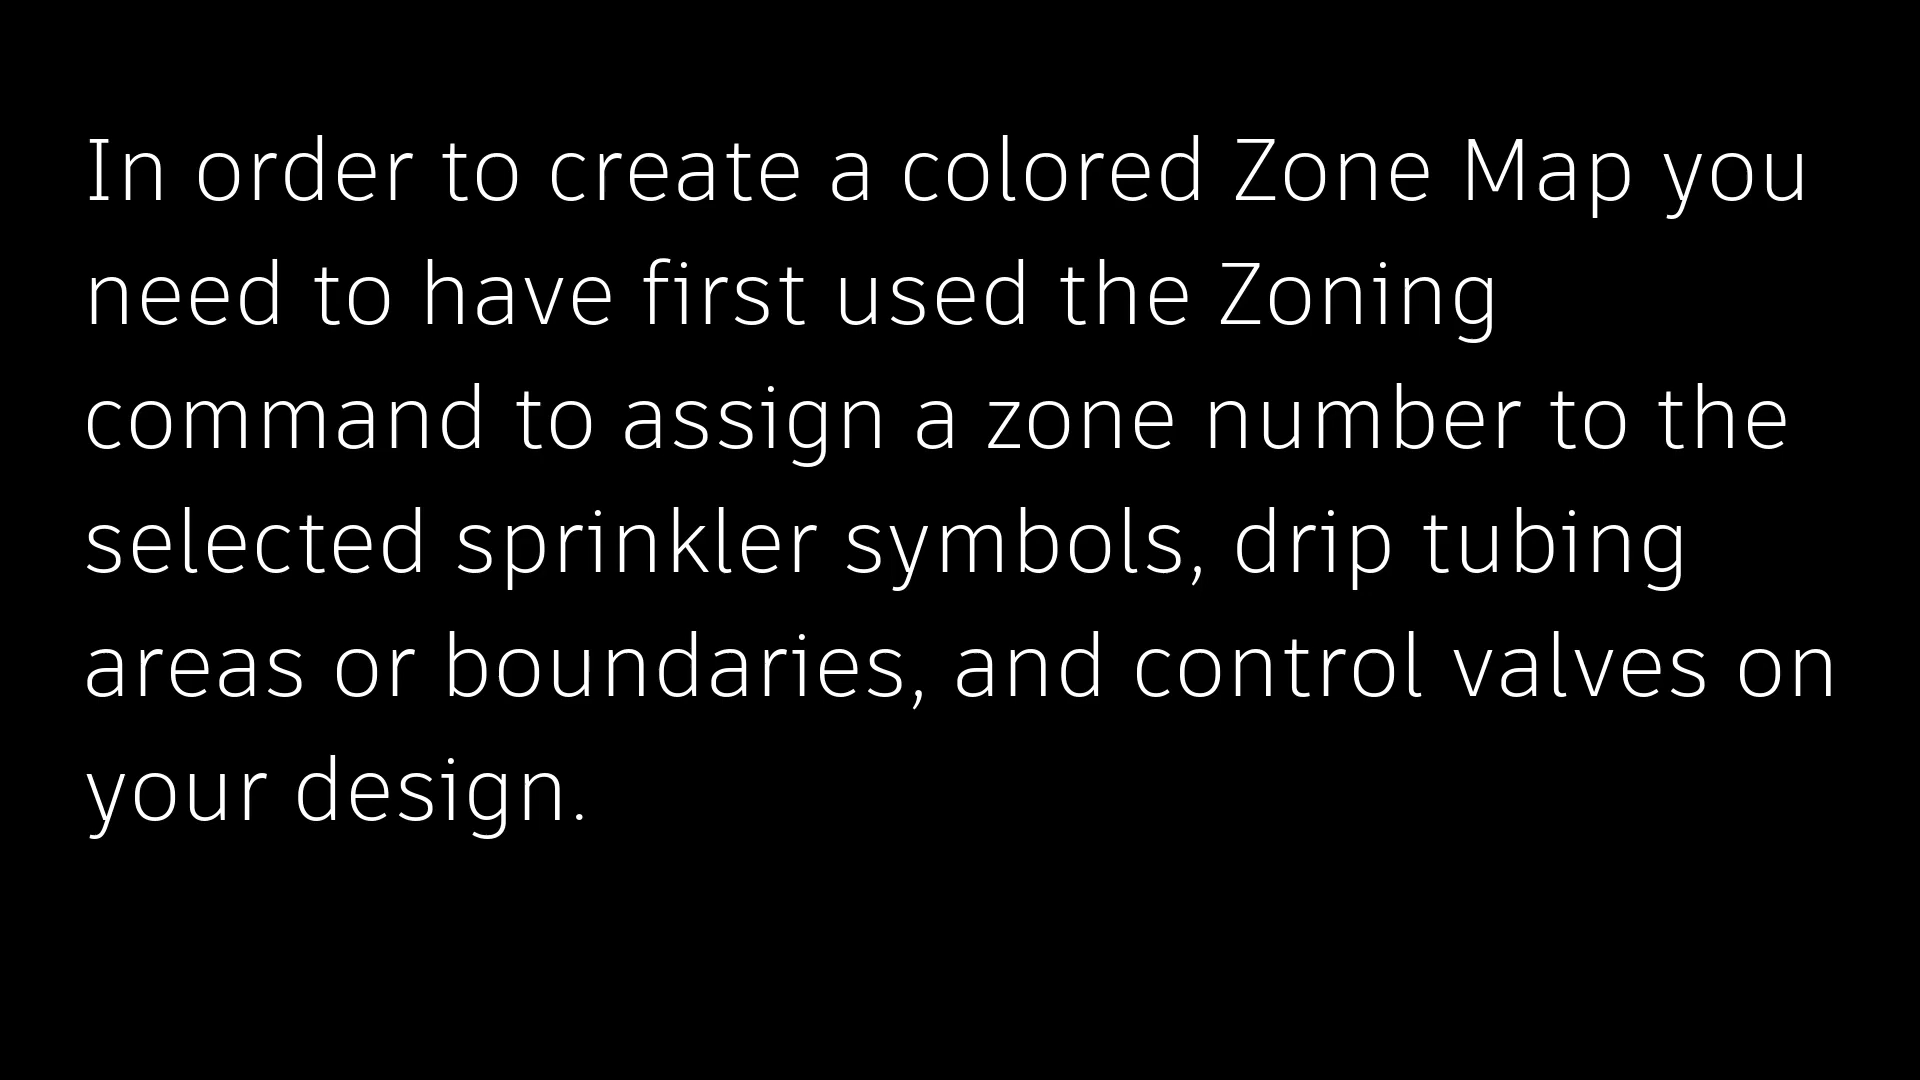 In order to create a colored Zone Map you
need to have first used the Zoning
command to assign a zone number to the
selected sprinkler symbols, drip tubing
areas or boundaries, and control valves on
your design.